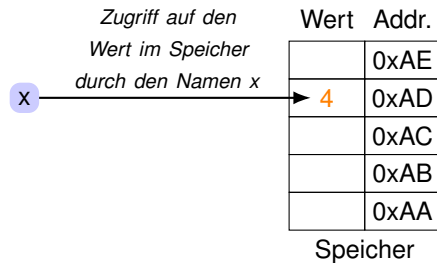 Zugriff auf den
Wert im Speicher
durch den Namen x
Wert Addr.
0xAE
x 4 0xAD
0xAC
0xAB
0xAA
Speicher